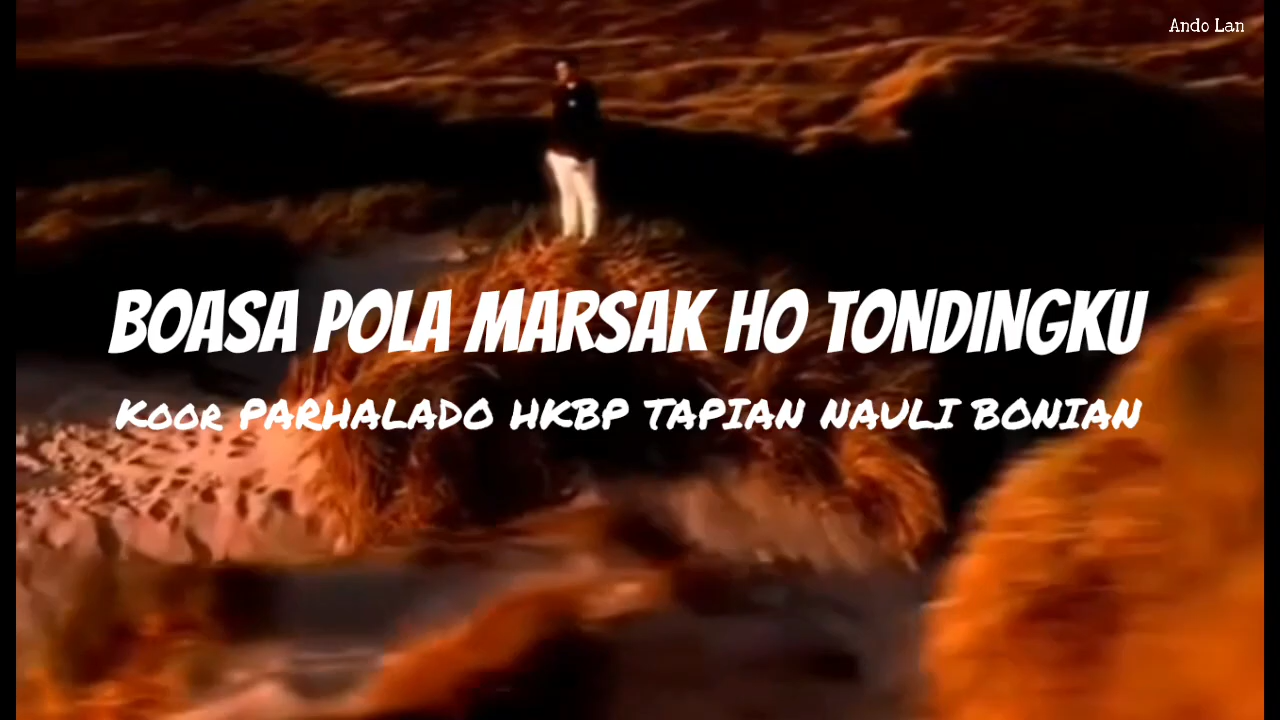 Ando Lan
BOASA POLA MARSAK HO TONDINGKU
Koor PARHALADO HKBP TAPIAN NAULI BONIAN